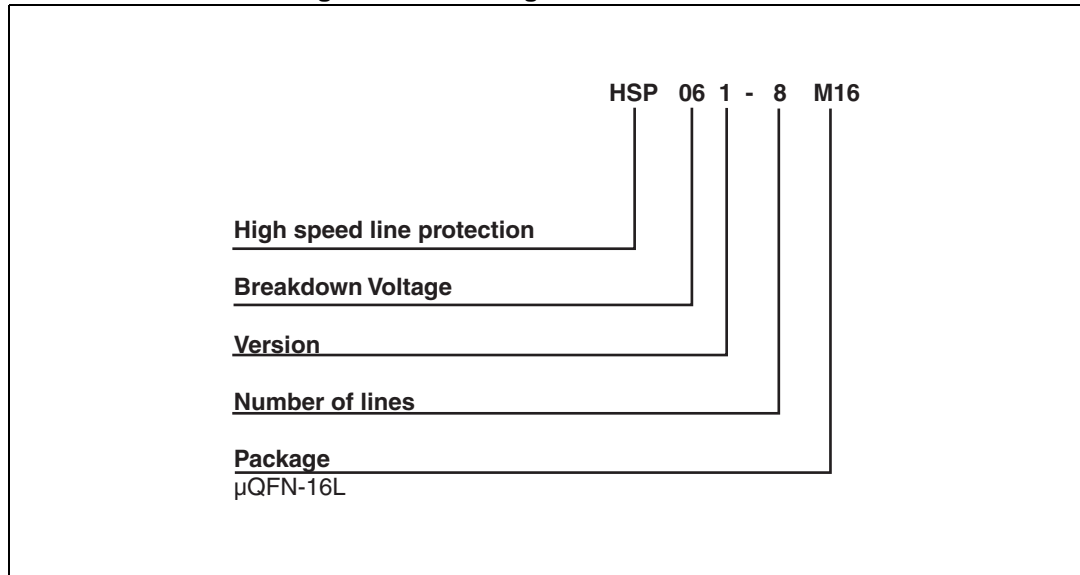 HSP 06 1 - 8 M16
High speed line protection
Breakdown Voltage
Version
Number of lines
Package
µQFN-16L